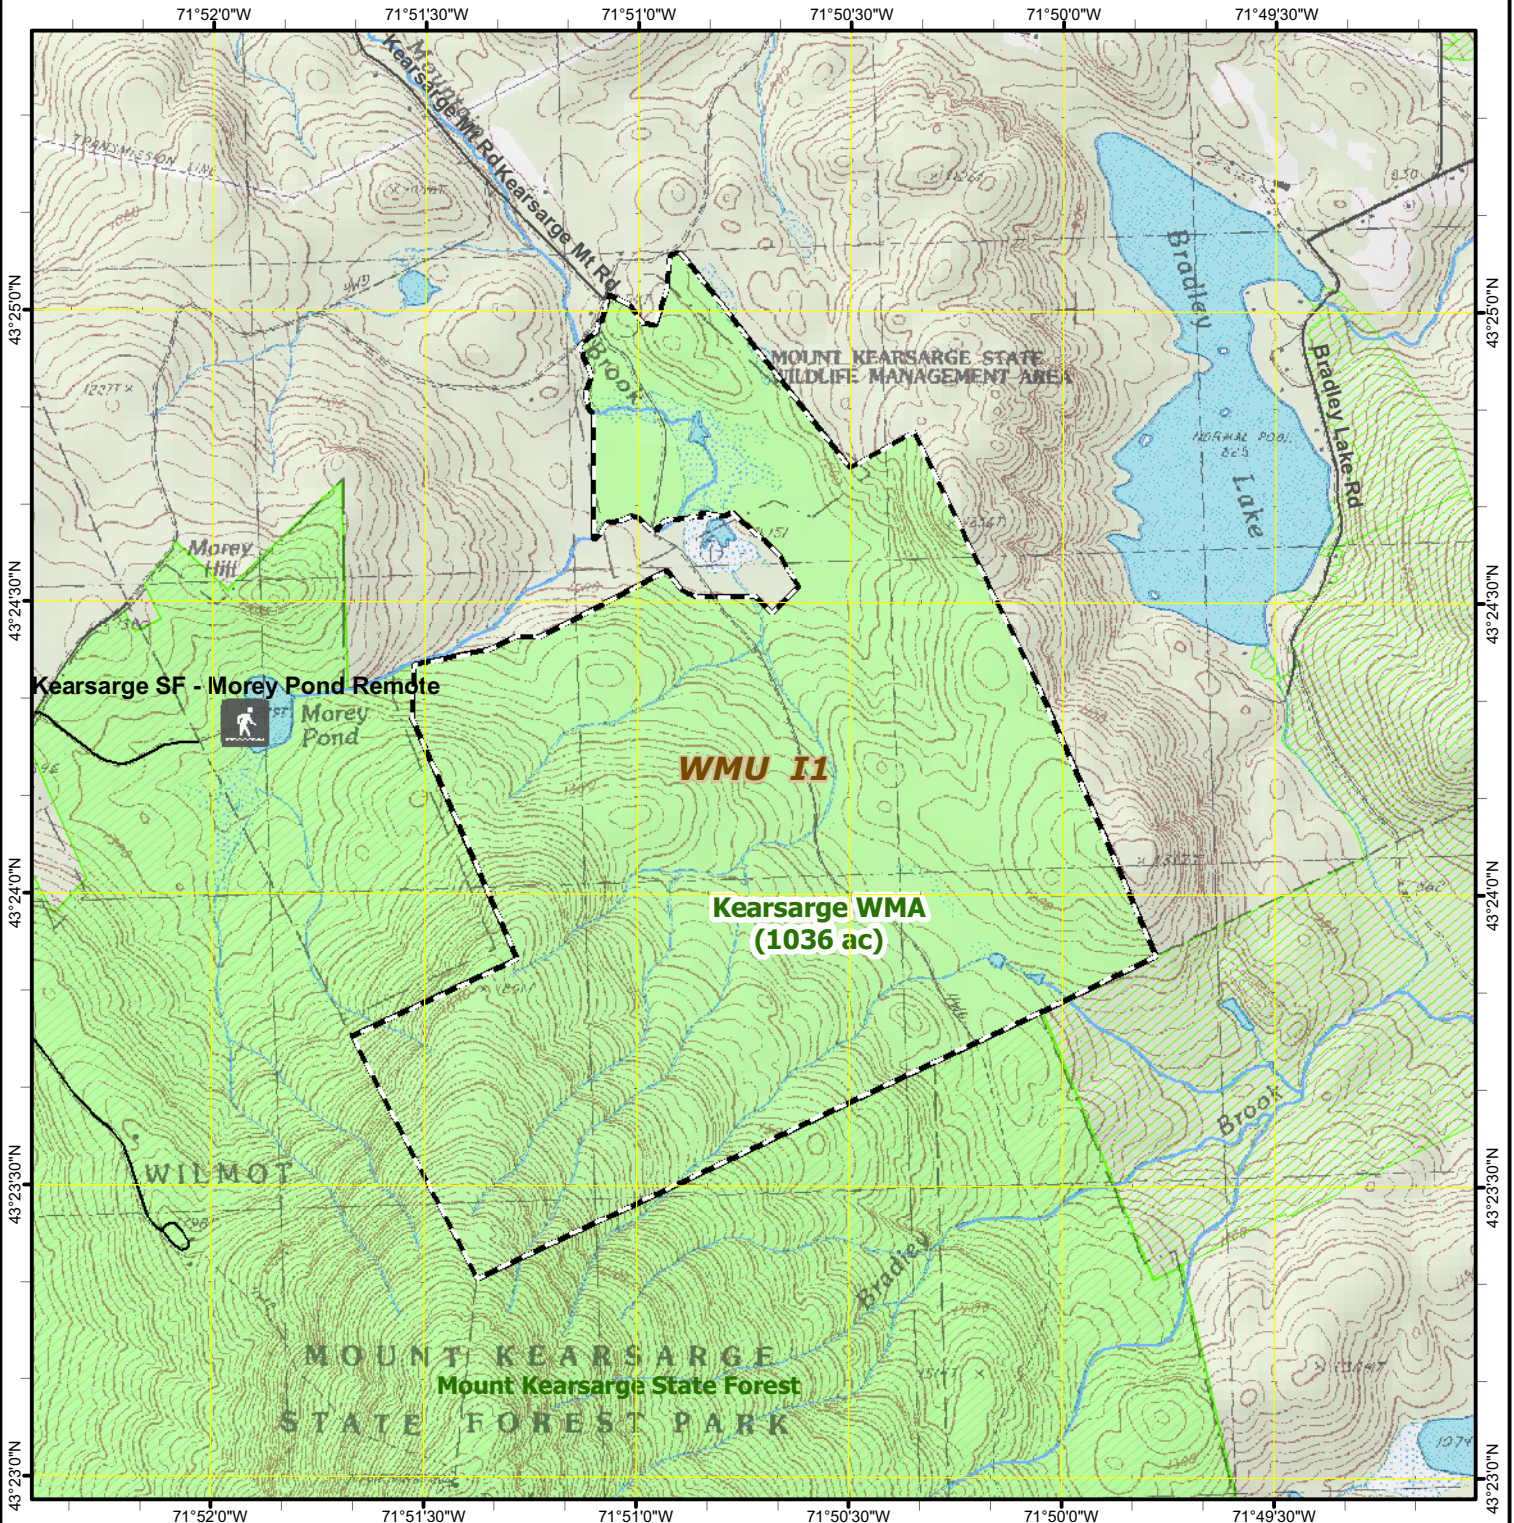 71°52'0"W
71°51'30"W
71°51'0"W
71°50'30"W
71°50'0"W
71°49'30"W
Mountain
Kearsarge Mt Rd
Kearsarge Mt Rd
TRANSMISSION LINE
830
43°25'0"N
43°25'0"N
Bradley
Lake
Brook
MOUNT KEARSARGE STATE
WILDLIFE MANAGEMENT AREA
Bradley Lake Rd
1227T
NORMAL POOL
825
Morey
Hill
43°24'30"N
43°24'30"N
Kearsarge SF - Morey Pond Remote
Morey
Pond
WMU I1
43°24'0"N
43°24'0"N
Kearsarge WMA
(1036 ac)
Brook
43°23'30"N
43°23'30"N
WILMOT
Bradley
MOUNT KEARSARGE
Mount Kearsarge State Forest
STATE FOREST PARK
1074
43°23'0"N
43°23'0"N
71°52'0"W
71°51'30"W
71°51'0"W
71°50'30"W
71°50'0"W
71°49'30"W